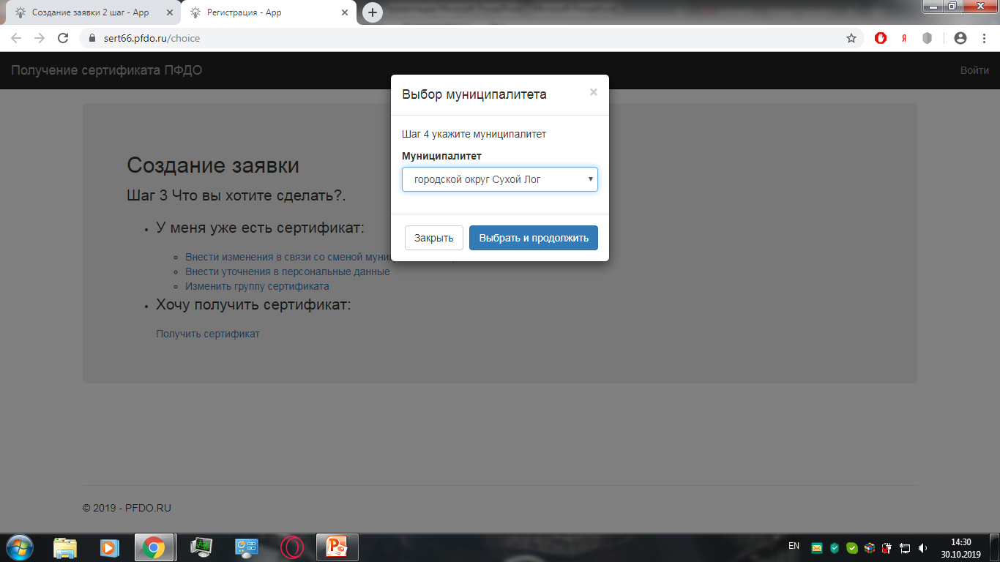 Создание заявки 2 шаг - App
Регистрация - App
sert66.pfdo.ru/choice
Получение сертификата ПФДО
Войти
Выбор муниципалитета
×
Шаг 4 укажите муниципалитет
Муниципалитет
городской округ Сухой Лог
Закрыть
Выбрать и продолжить
Создание заявки
Шаг 3 Что вы хотите сделать?.
У меня уже есть сертификат:
Внести изменения в связи со сменой
Внести уточнения в персональные данные
Изменить группу сертификата
Хочу получить сертификат:
Получить сертификат
© 2019 - PFDO.RU
EN
14:30
30.10.2019